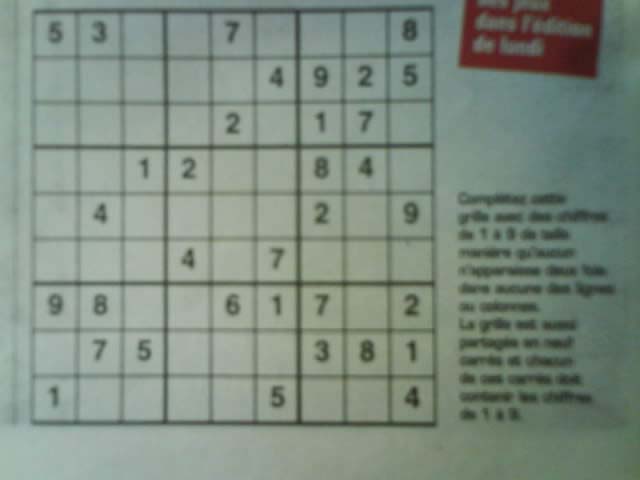 5 3 7 8
4 9 2 5
2 1 7
1 2 8 4
4 2 9
4 7
9 8 6 1 7 2
7 5 3 8 1
1 5 4
des plus
dans l'édition
de lundi
Complétez cette
grille avec des chiffres
de 1 à 9 de telle
manière qu'aucun
n'apparaisse deux fois
dans aucune des lignes
ou colonnes.
La grille est aussi
partagée en neuf
carrés et chacun
de ces carrés doit
contenir les chiffres
de 1 à 9.